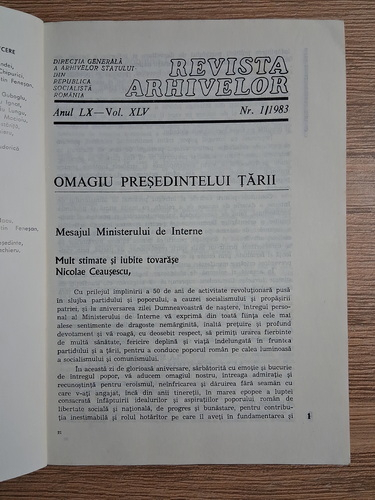 CERE
DIRECȚIA GENERALĂ
A ARHIVELOR STATULUI
DIN
REPUBLICA
SOCIALISTĂ
ROMÂNIA
REVISTA
ARHIVELOR
Anul LX—Vol. XLV
Nr. 1/1983
OMAGIU PREȘEDINTELUI ȚĂRII
Mesajul Ministerului de Interne
Mult stimate și iubite tovarășe
Nicolae Ceaușescu,
Cu prilejul împlinirii a 50 de ani de activitate revoluționară pusă
în slujba partidului și poporului, a cauzei socialismului și propășirii
patriei, și la aniversarea zilei Dumneavoastră de naștere, întregul perso-
nal al Ministerului de Interne vă exprimă din toată ființa cele mai
alese sentimente de dragoste nemărginită, înaltă prețuire și profund
devotament și vă roagă, cu deosebit respect, să primiți urarea fierbinte
de multă sănătate, fericire deplină și viață îndelungată în fruntea
partidului și a țării, pentru a conduce poporul român pe calea luminoasă
a socialismului și comunismului.
În această zi de glorioasă aniversare, sărbătorită cu emoție și bucurie
de întregul popor, vă aducem omagiul nostru, întreaga admirație și
recunoștință pentru eroismul, neînfricarea și dăruirea fără seamăn cu
care v-ați angajat, încă din anii tinereții, în marea epopee a luptei
consacrată înfăptuirii idealurilor și aspirațiilor poporului român de
libertate socială și națională, de progres și bunăstare, pentru contribu-
ția inestimabilă și rolul hotărîtor pe care îl aveți în fundamentarea și
1